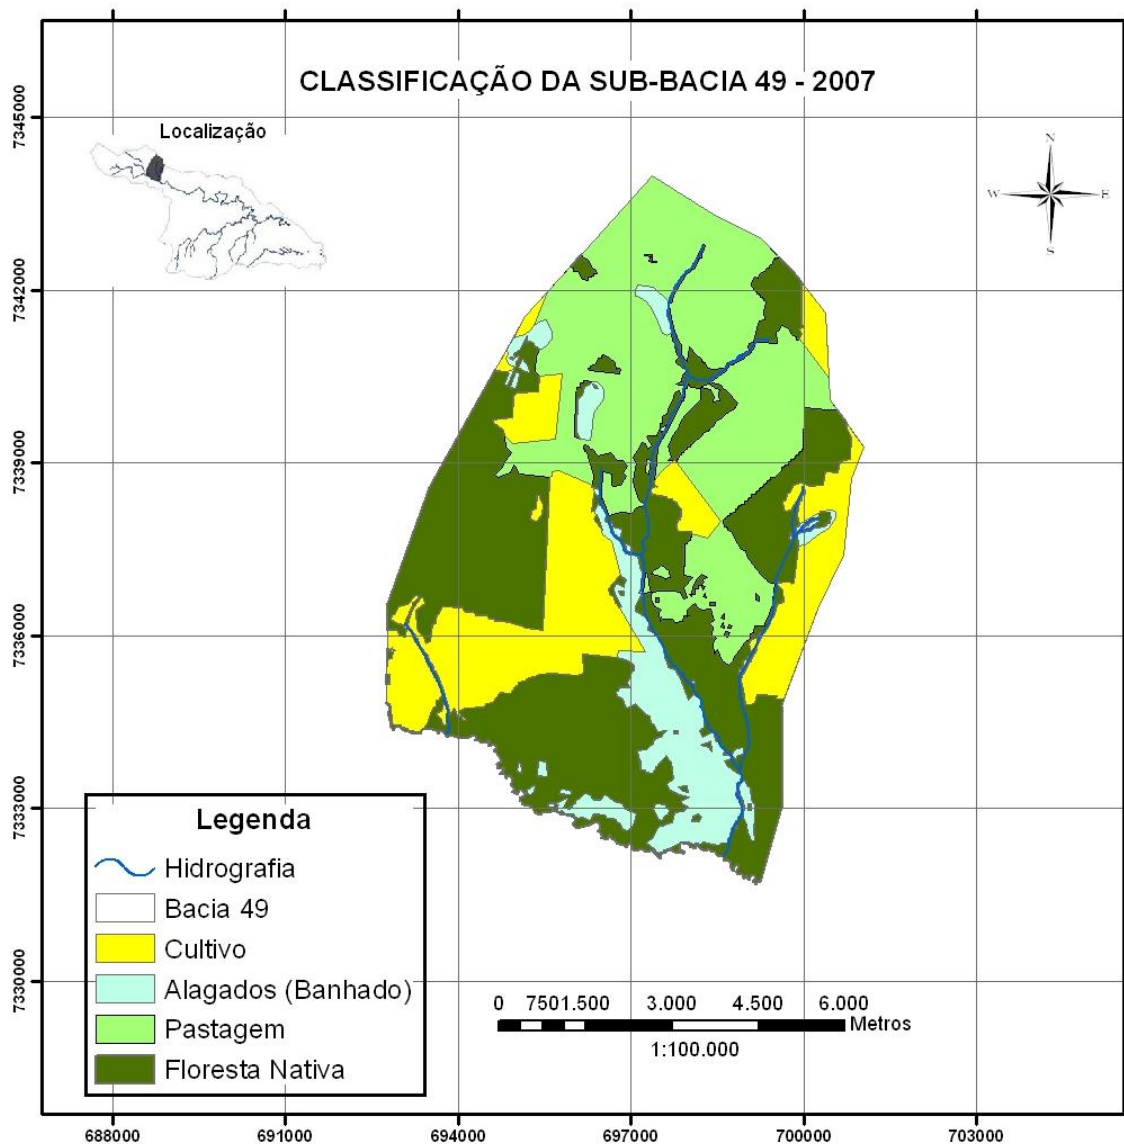 CLASSIFICAÇÃO DA SUB-BACIA 49 - 2007
Localização
N
W E
S
7345000
7342000
7339000
7336000
7333000
7330000
Legenda
Hidrografia
Bacia 49
Cultivo
Alagados (Banhado)
Pastagem
Floresta Nativa
0 750 1.500 3.000 4.500 6.000
Metros
1:100.000
688000 691000 694000 697000 700000 703000